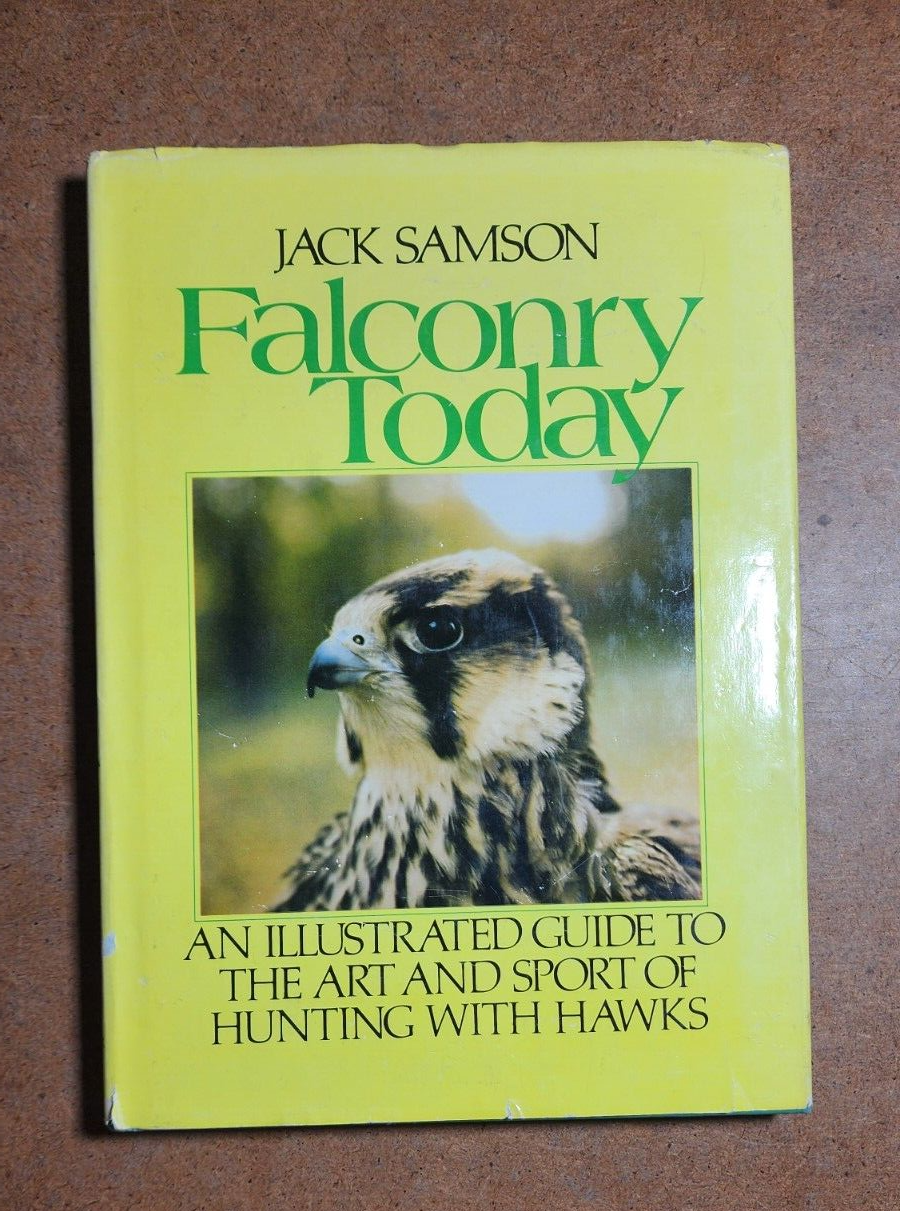 JACK SAMSON
Falconry
Today
AN ILLUSTRATED GUIDE TO
THE ART AND SPORT OF
HUNTING WITH HAWKS